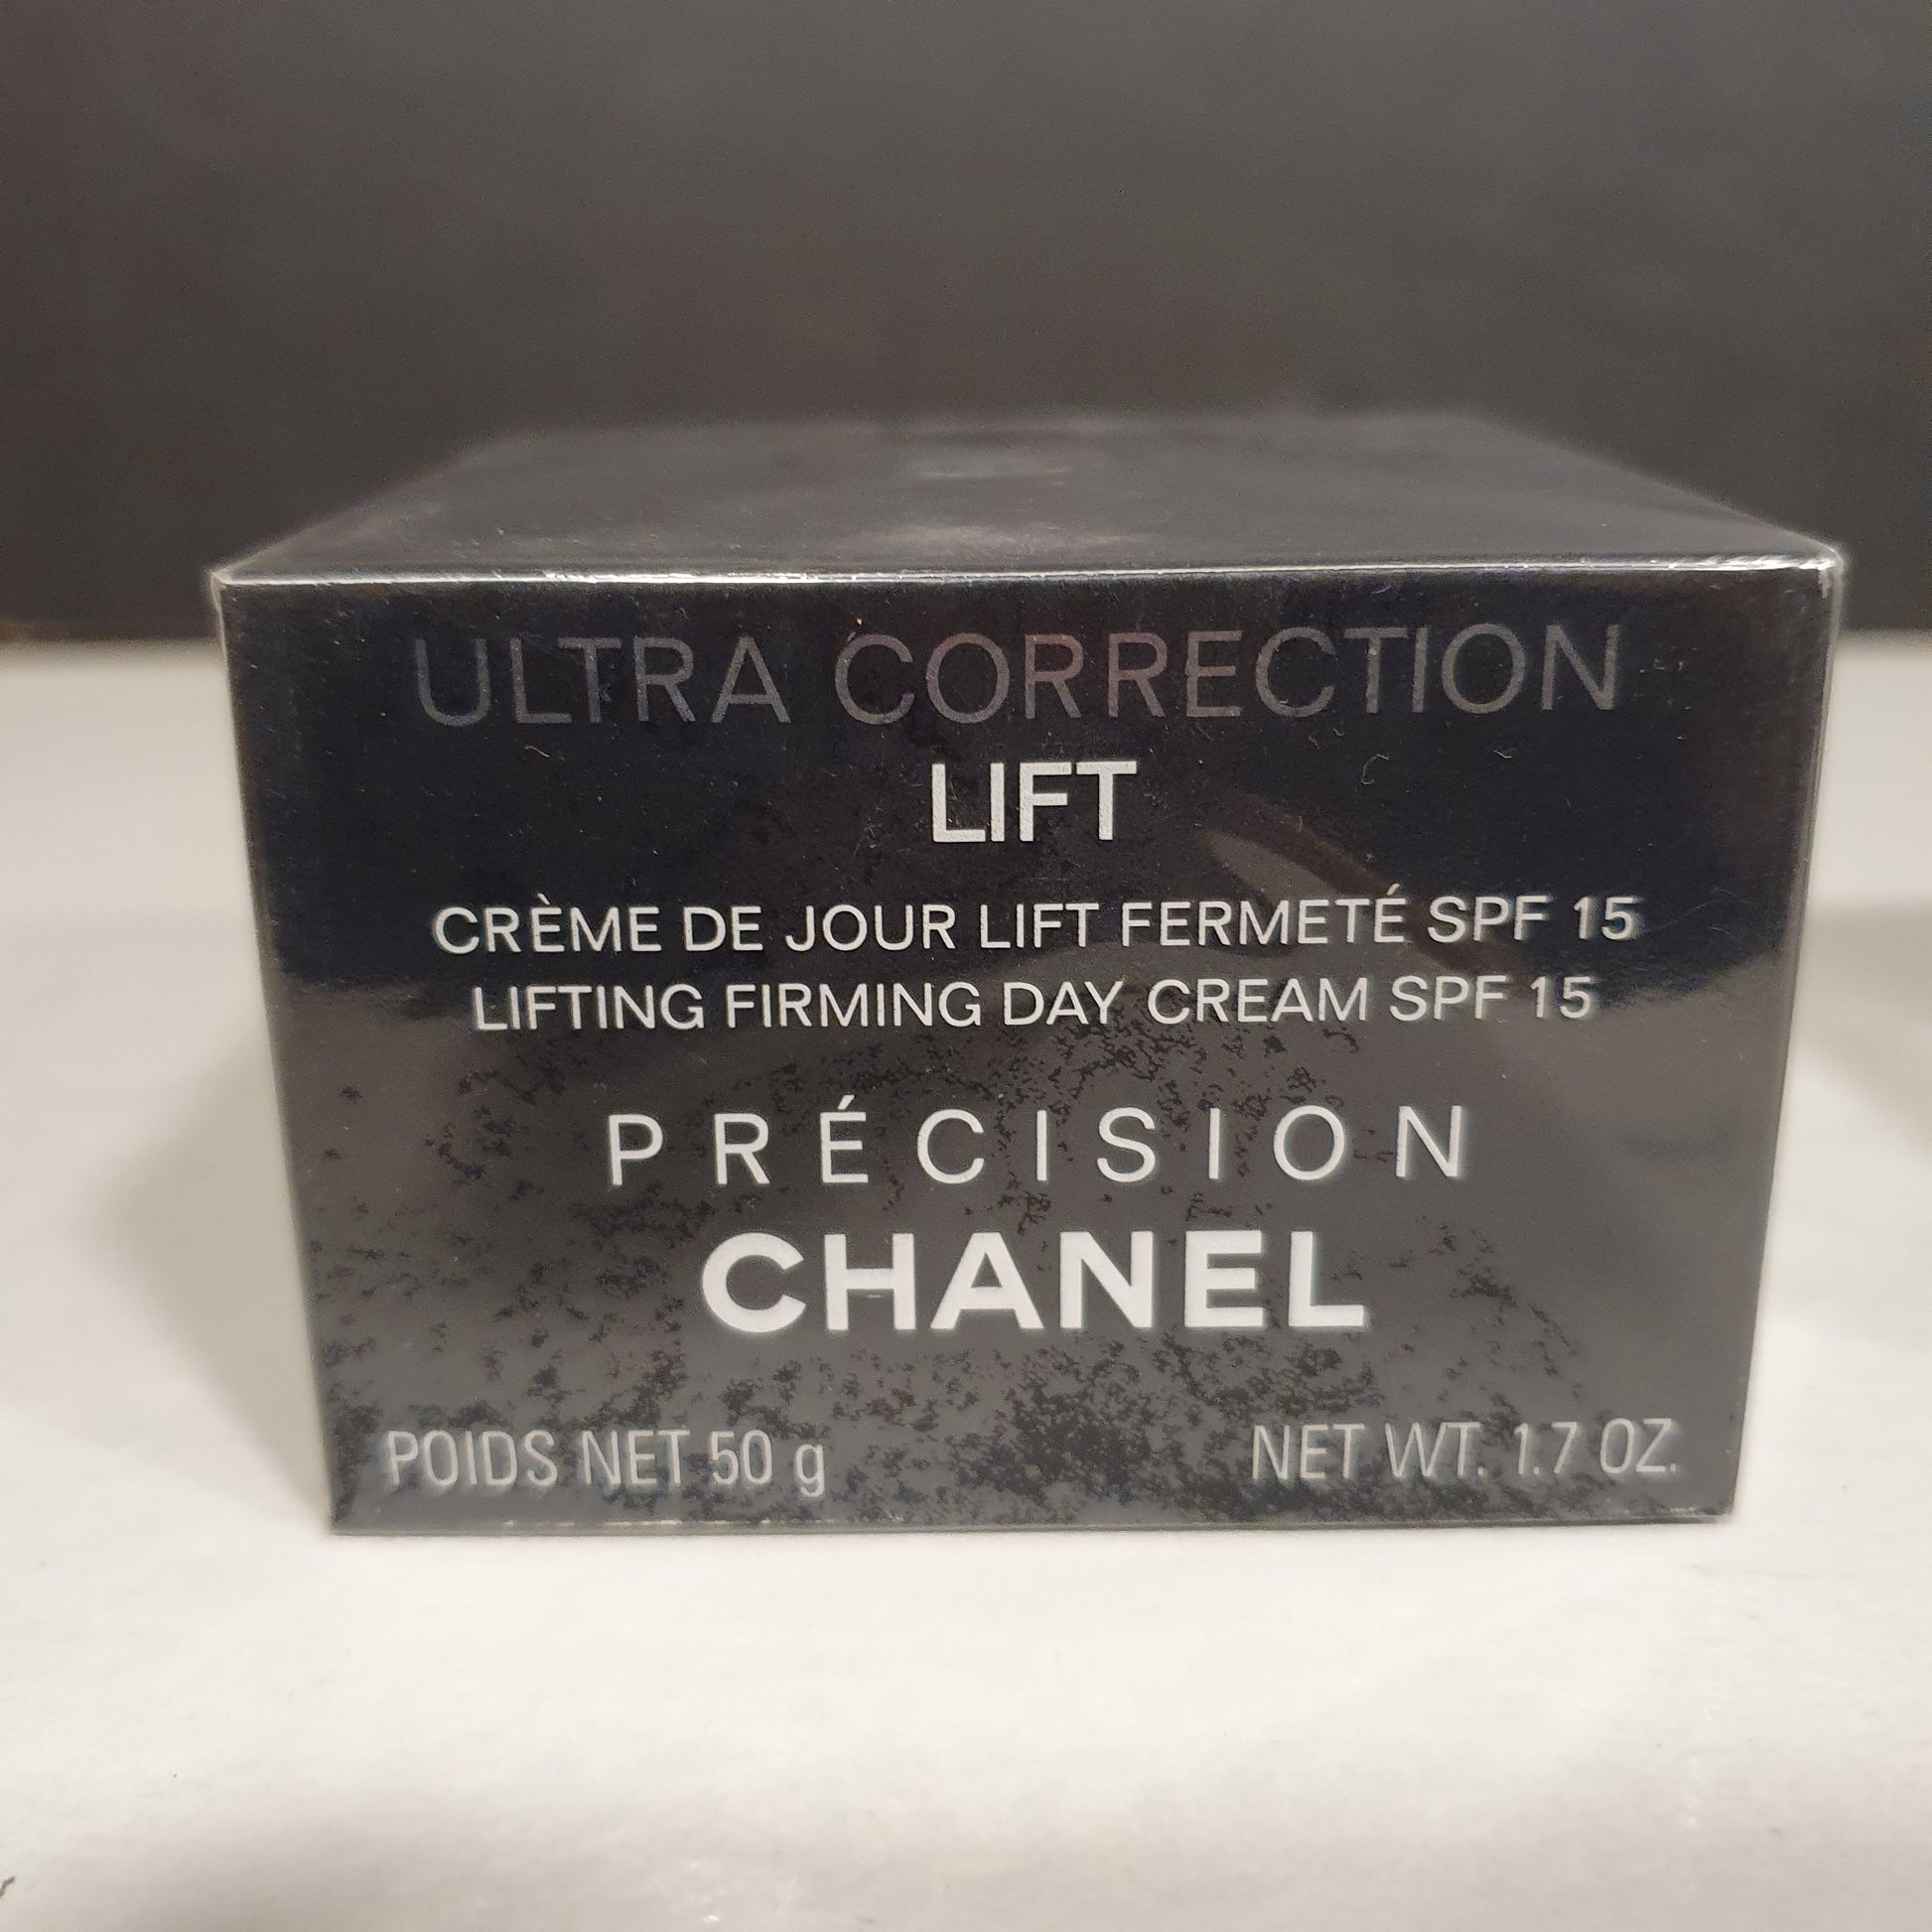 ULTRA CORRECTION
LIFT
CRÈME DE JOUR LIFT FERMETÉ SPF 15
LIFTING FIRMING DAY CREAM SPF 15
PRÉCISION
CHANEL
POIDS NET 50 g NET WT. 1.7 OZ.